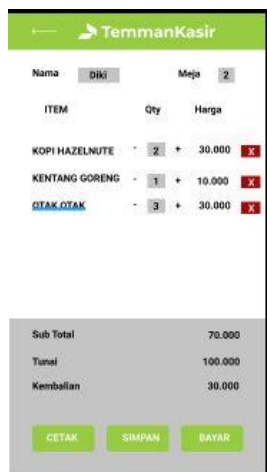 TemmanKasir
Nama Diki Meja 2
ITEM Qty Harga
KOPI HAZELNUTE - 2 + 30.000 X
KENTANG GORENG - 1 + 10.000 X
OTAK OTAK - 3 + 30.000 X
Sub Total 70.000
Tunai 100.000
Kembalian 30.000
CETAK SIMPAN BAYAR